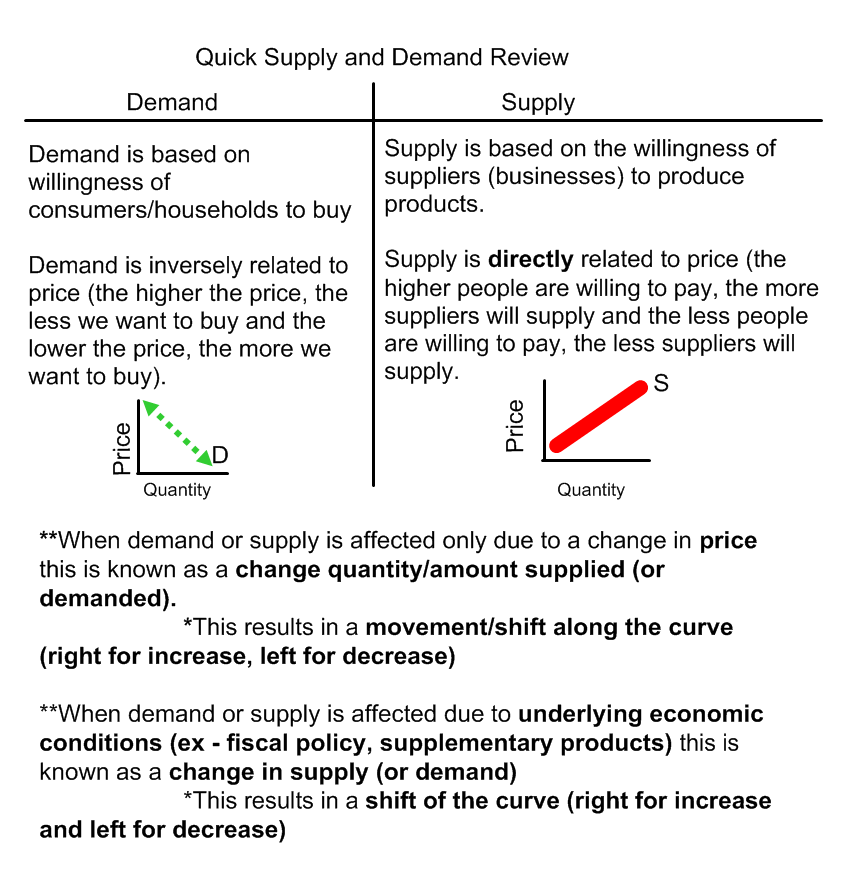 Quick Supply and Demand Review
Demand
Demand is based on
willingness of
consumers/households to buy
Demand is inversely related to
price (the higher the price, the
less we want to buy and the
lower the price, the more we
want to buy).
Price
D
Quantity
Supply
Supply is based on the willingness of
suppliers (businesses) to produce
products.
Supply is directly related to price (the
higher people are willing to pay, the more
suppliers will supply and the less people
are willing to pay, the less suppliers will
supply.
S
Price
Quantity
**When demand or supply is affected only due to a change in price
this is known as a change quantity/amount supplied (or
demanded).
*This results in a movement/shift along the curve
(right for increase, left for decrease)
**When demand or supply is affected due to underlying economic
conditions (ex - fiscal policy, supplementary products) this is
known as a change in supply (or demand)
*This results in a shift of the curve (right for increase
and left for decrease)